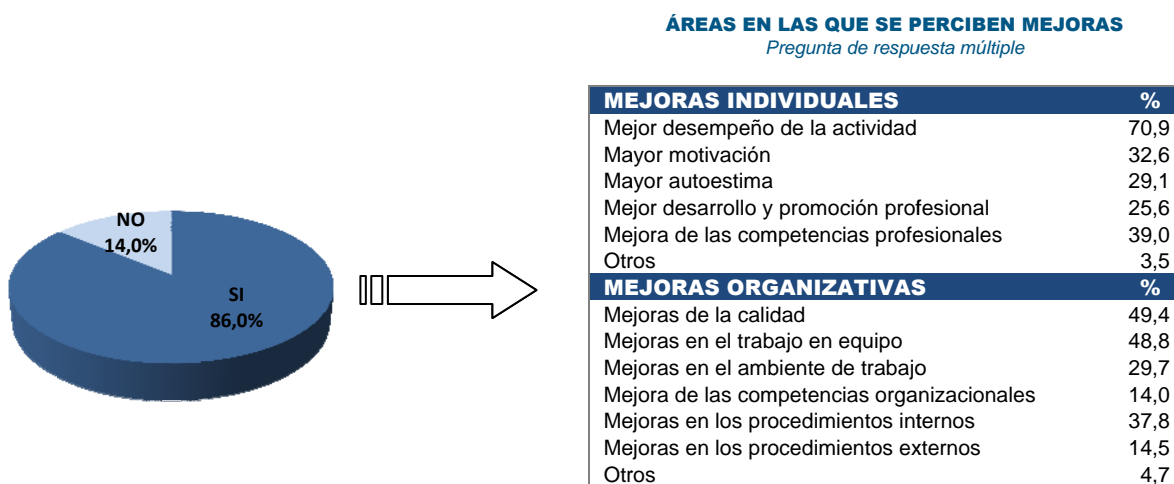 ÁREAS EN LAS QUE SE PERCIBEN MEJORAS
Pregunta de respuesta múltiple
NO
14,0%
SI
86,0%
MEJORAS INDIVIDUALES %
Mejor desempeño de la actividad 70,9
Mayor motivación 32,6
Mayor autoestima 29,1
Mejor desarrollo y promoción profesional 25,6
Mejora de las competencias profesionales 39,0
Otros 3,5
MEJORAS ORGANIZATIVAS %
Mejoras de la calidad 49,4
Mejoras en el trabajo en equipo 48,8
Mejoras en el ambiente de trabajo 29,7
Mejora de las competencias organizacionales 14,0
Mejoras en los procedimientos internos 37,8
Mejoras en los procedimientos externos 14,5
Otros 4,7